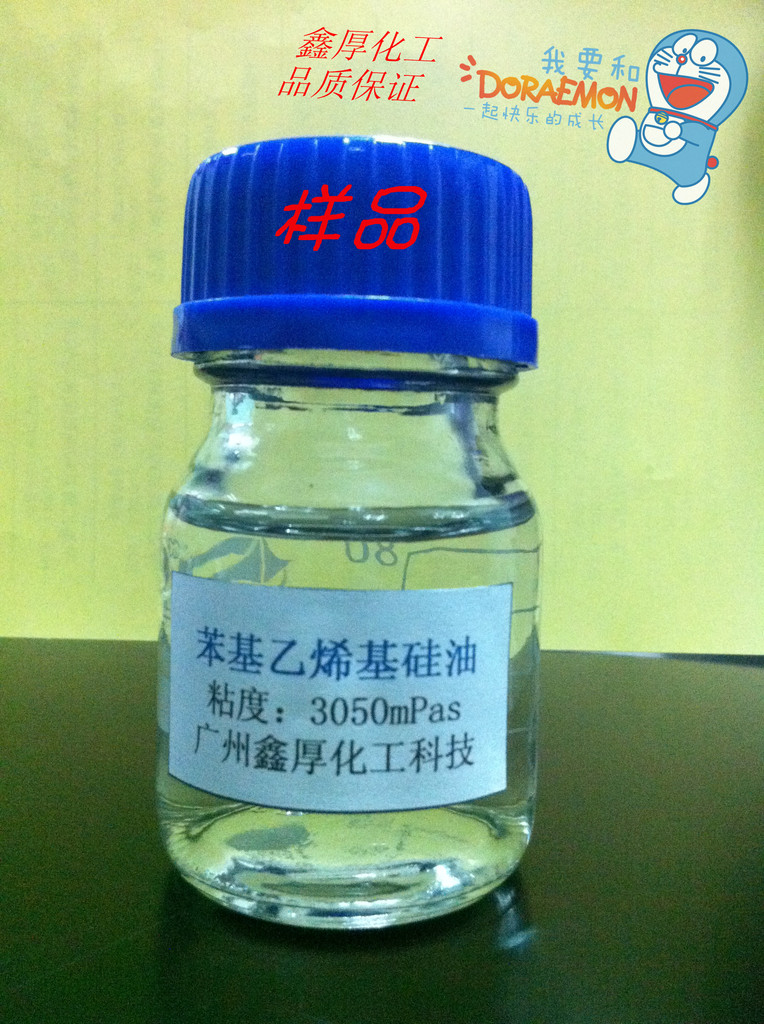 鑫厚化工
品质保证
我要和
DORAEMON
一起快乐的成长
样品
80
苯基乙烯基硅油
粘度：3050mPas
广州鑫厚化工科技